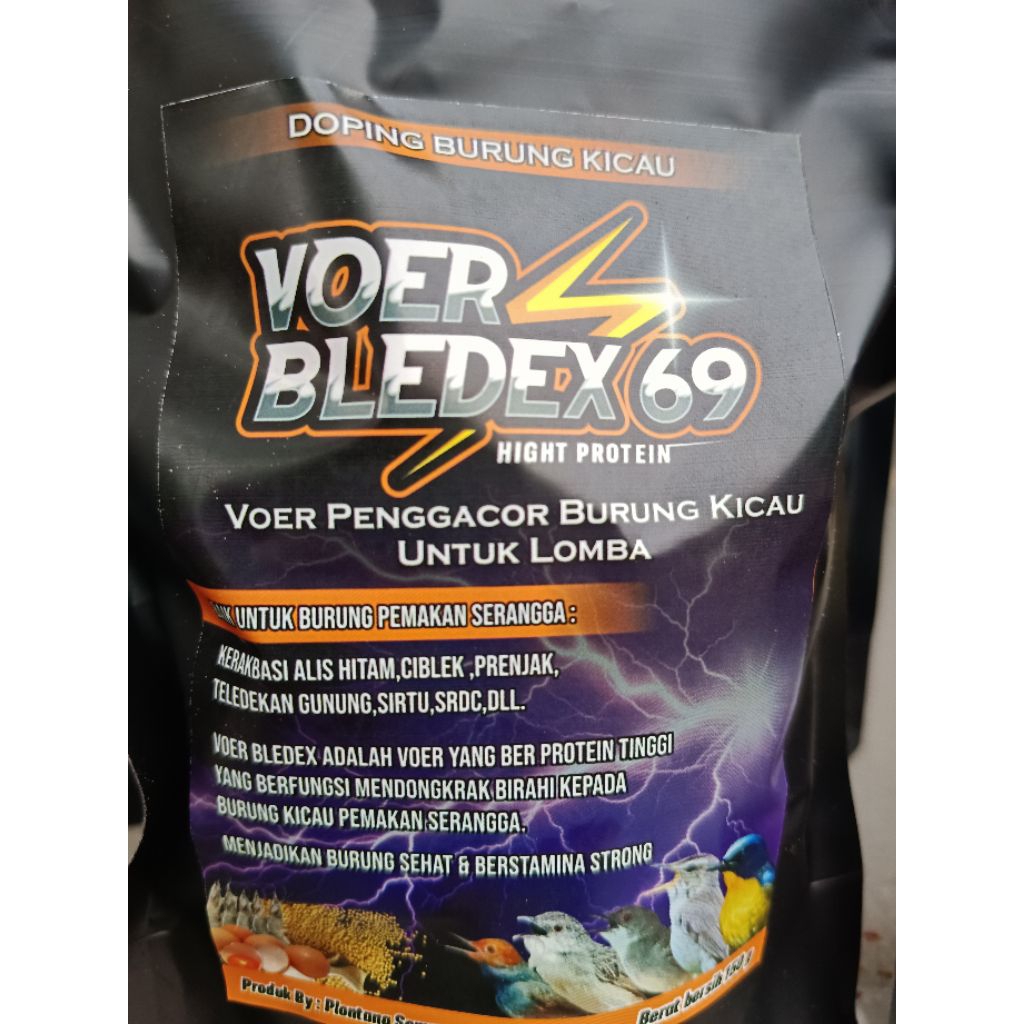 DOPING BURUNG KICAU
VOER
BLEDEX 69
HIGHT PROTEIN
VOER PENGGACOR BURUNG KICAU
UNTUK LOMBA
UNTUK BURUNG PEMAKAN SERANGGA :
KERAKBASI ALIS HITAM,CIBLEK ,PRENJAK,
TELEDEKAN GUNUNG,SIRTU,SRDC,DLL.
VOER BLEDEX ADALAH VOER YANG BER PROTEIN TINGGI
YANG BERFUNGSI MENDONGKRAK BIRAHI KEPADA
BURUNG KICAU PEMAKAN SERANGGA.
MENJADIKAN BURUNG SEHAT & BERSTAMINA STRONG
Produk By : Plontono
Berat bersih 150 g